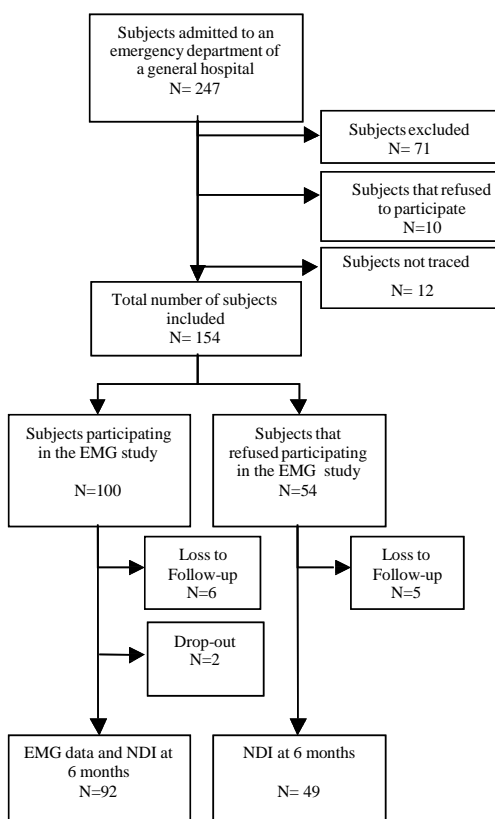 Subjects admitted to an
emergency department of
a general hospital
N= 247
Subjects excluded
N= 71
Subjects that refused
to participate
N=10
Subjects not traced
N= 12
Total number of subjects
included
N= 154
Subjects participating
in the EMG study
N=100
Subjects that
refused participating
in the EMG study
N=54
Loss to
Follow-up
N=6
Loss to
Follow-up
N=5
Drop-out
N=2
EMG data and NDI at
6 months
N=92
NDI at 6 months
N= 49